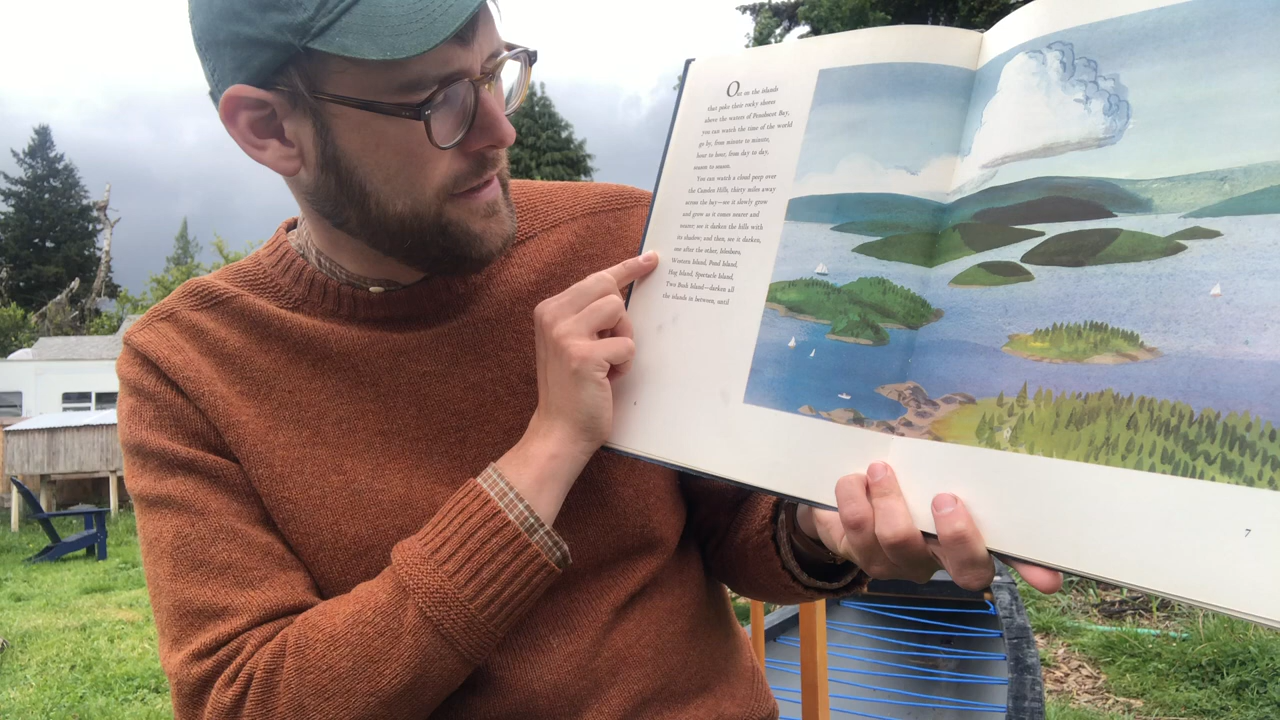 Out on the islands
that poke their rocky shores
above the waters of Penobscot Bay,
you can watch the time of the world
go by, from minute to minute,
hour to hour, from day to day,
season to season.
You can watch a cloud peep over
the Camden Hills, thirty miles away
across the bay—see it slowly grow
and grow as it comes nearer and
nearer; see it darken the hills with
its shadow; and then, see it darken,
one after the other, Islesboro,
Western Island, Pond Island,
Hog Island, Spectacle Island,
Two Bush Island—darken all
the islands in between, until
7